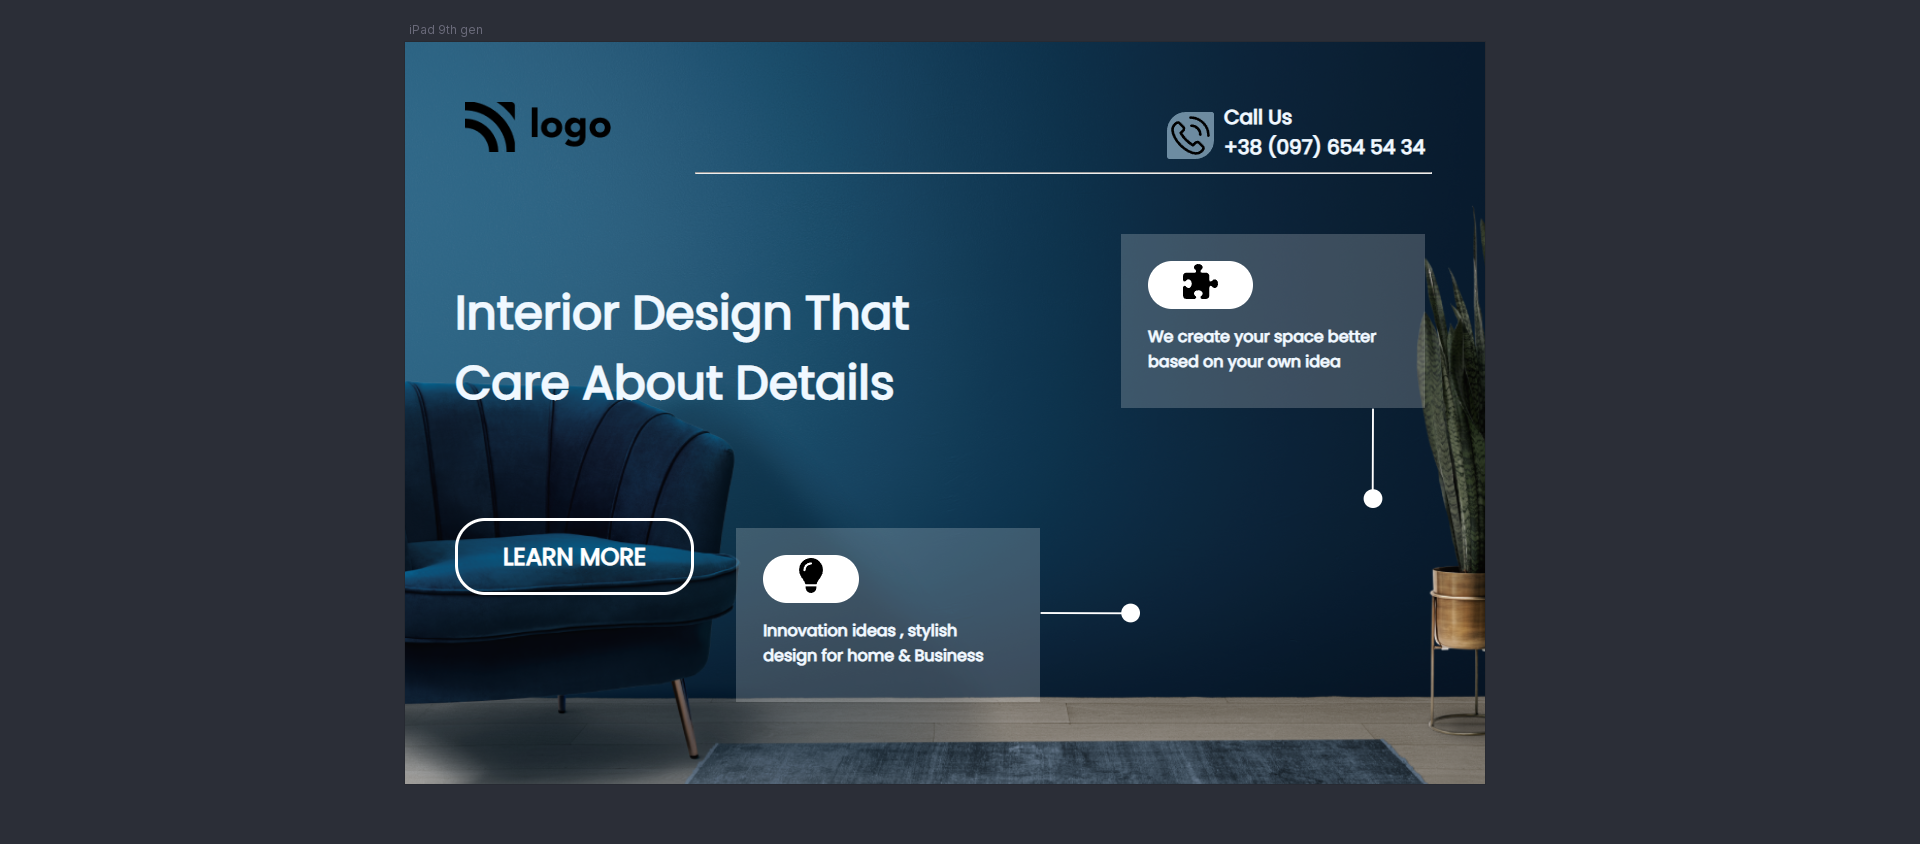 iPad 9th gen
logo
Call Us
+38 (097) 654 54 34
Interior Design That
Care About Details
We create your space better
based on your own idea
LEARN MORE
Innovation ideas , stylish
design for home & Business